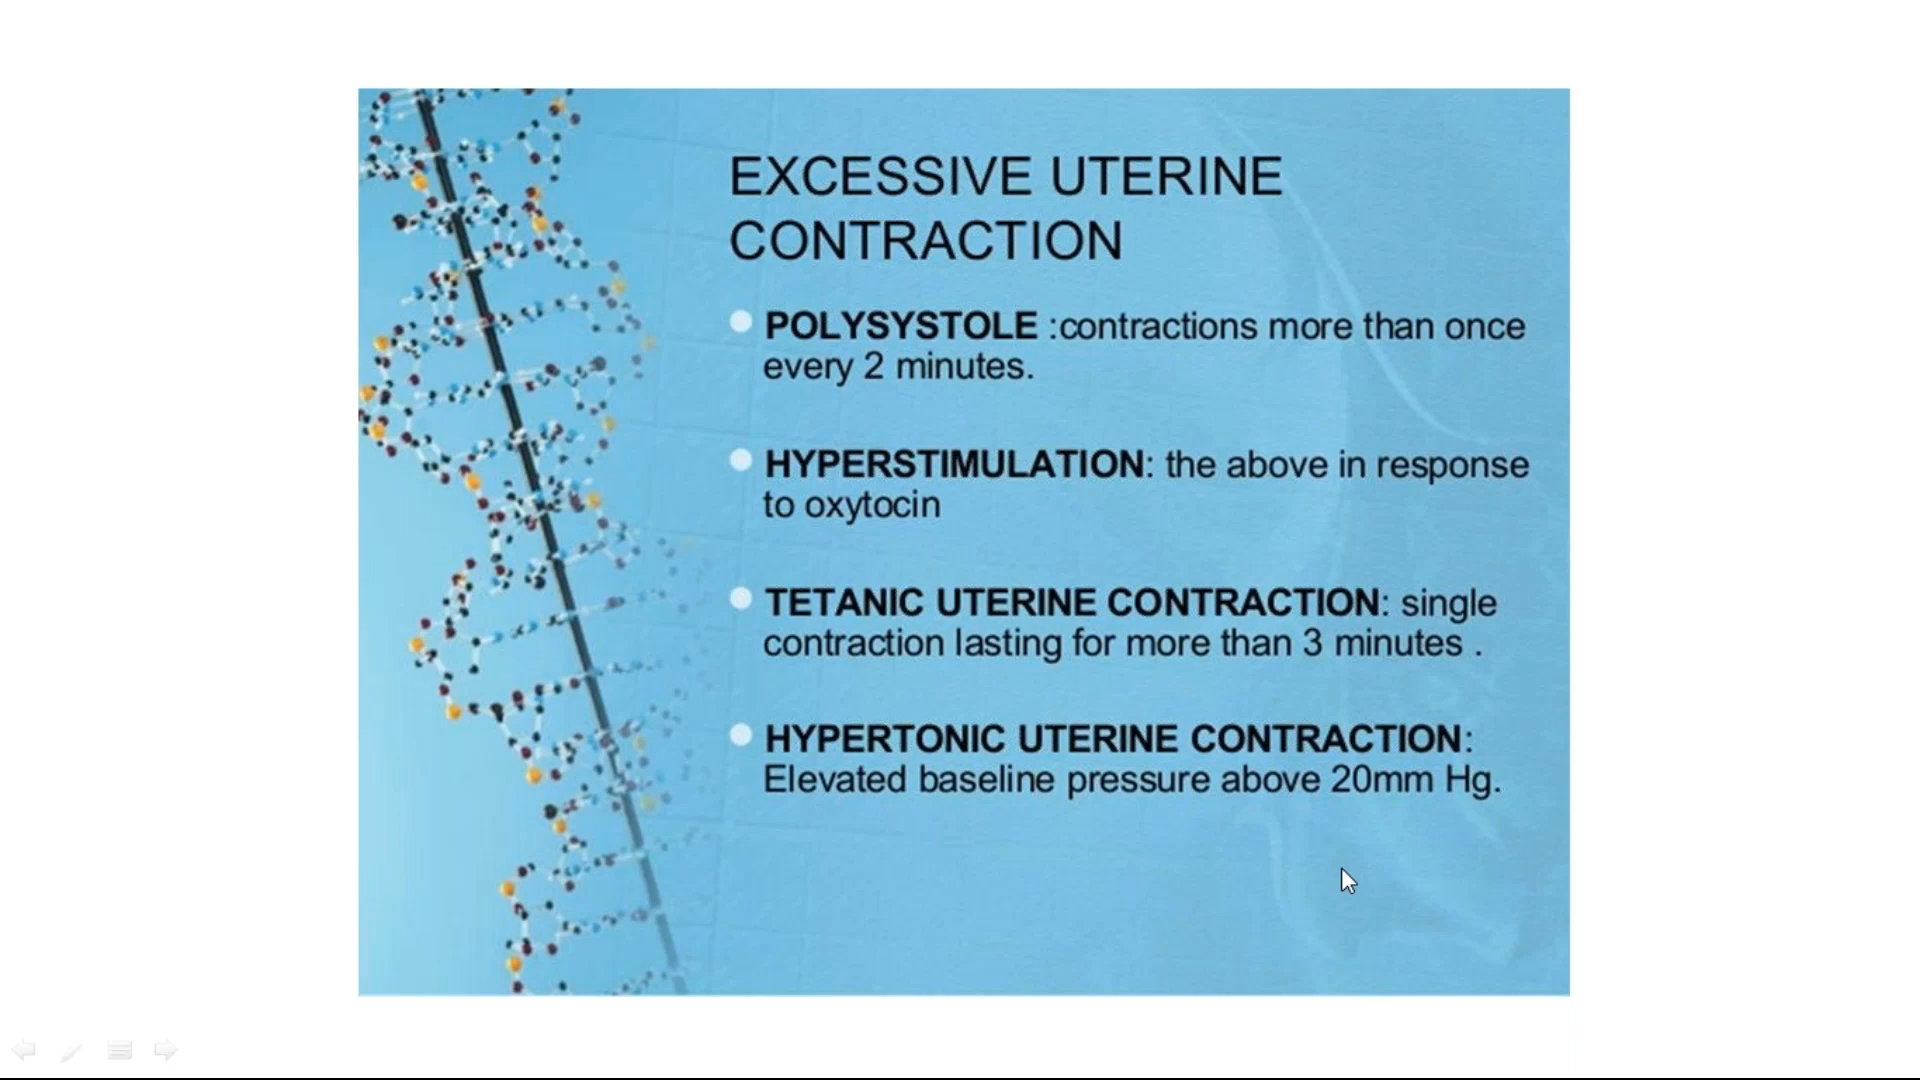 EXCESSIVE UTERINE
CONTRACTION
POLYSYSTOLE :contractions more than once
every 2 minutes.
HYPERSTIMULATION: the above in response
to oxytocin
TETANIC UTERINE CONTRACTION: single
contraction lasting for more than 3 minutes .
HYPERTONIC UTERINE CONTRACTION:
Elevated baseline pressure above 20mm Hg.